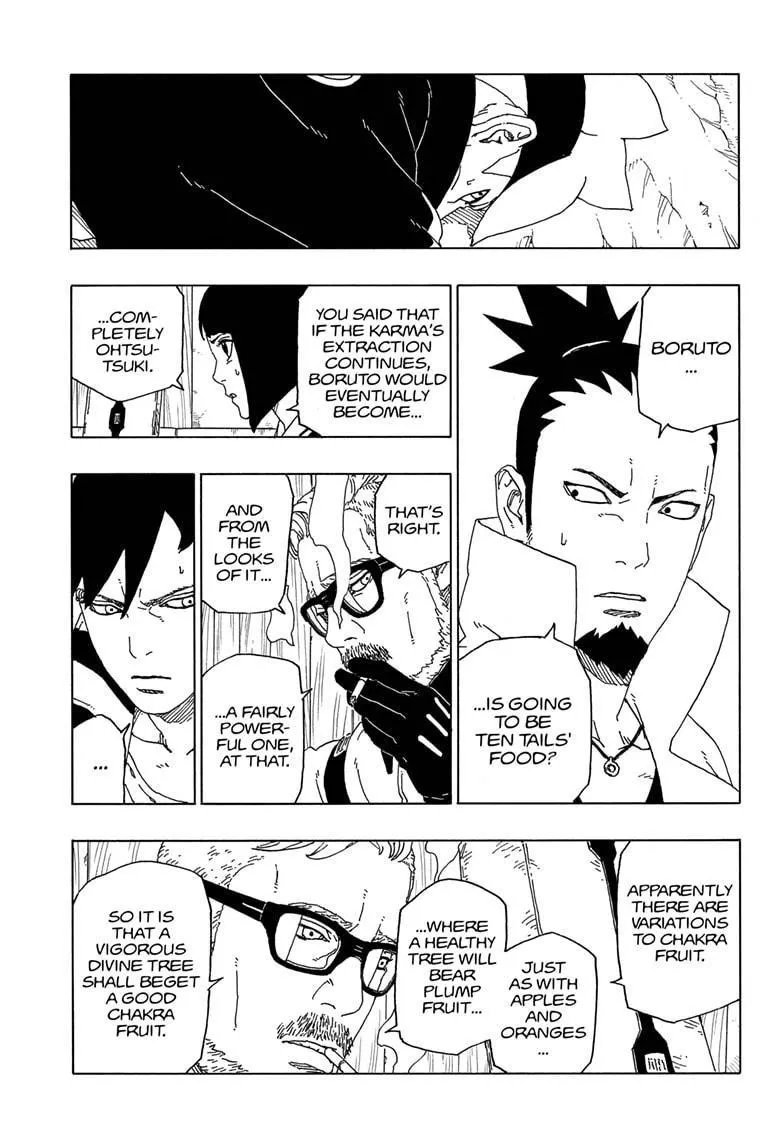 BORUTO
...
...IS GOING
TO BE
TEN TAILS'
FOOD?
YOU SAID THAT
IF THE KARMA'S
EXTRACTION
CONTINUES,
BORUTO WOULD
EVENTUALLY
BECOME...
...COM-
PLETELY
OHTSU-
TSUKI.
THAT'S
RIGHT.
AND
FROM
THE
LOOKS
OF IT...
...A FAIRLY
POWER-
FUL ONE,
AT THAT.
...
APPARENTLY
THERE ARE
VARIATIONS
TO CHAKRA
FRUIT.
JUST
AS WITH
APPLES
AND
ORANGES
...
...WHERE
A HEALTHY
TREE WILL
BEAR
PLUMP
FRUIT...
SO IT IS
THAT A
VIGOROUS
DIVINE TREE
SHALL BEGET
A GOOD
CHAKRA
FRUIT.